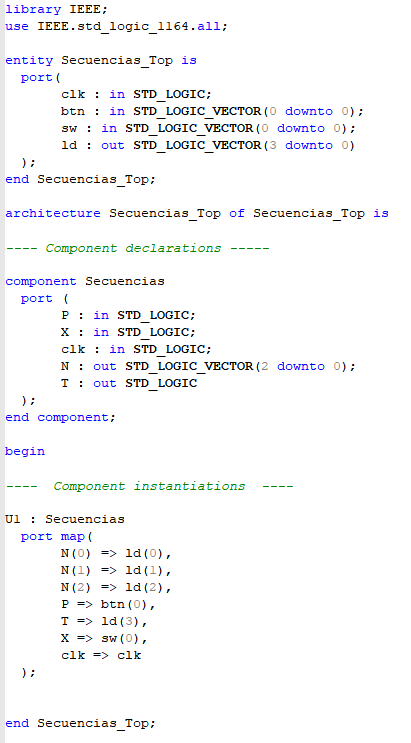 library IEEE;
use IEEE.std_logic_1164.all;
entity Secuencias_Top is
port(
clk : in STD_LOGIC;
btn : in STD_LOGIC_VECTOR(0 downto 0);
sw : in STD_LOGIC_VECTOR(0 downto 0);
ld : out STD_LOGIC_VECTOR(3 downto 0)
);
end Secuencias_Top;
architecture Secuencias_Top of Secuencias_Top is
---- Component declarations -----
component Secuencias
port (
P : in STD_LOGIC;
X : in STD_LOGIC;
clk : in STD_LOGIC;
N : out STD_LOGIC_VECTOR(2 downto 0);
T : out STD_LOGIC
);
end component;
begin
---- Component instantiations ----
U1 : Secuencias
port map(
N(0) => ld(0),
N(1) => ld(1),
N(2) => ld(2),
P => btn(0),
T => ld(3),
X => sw(0),
clk => clk
);
end Secuencias_Top;